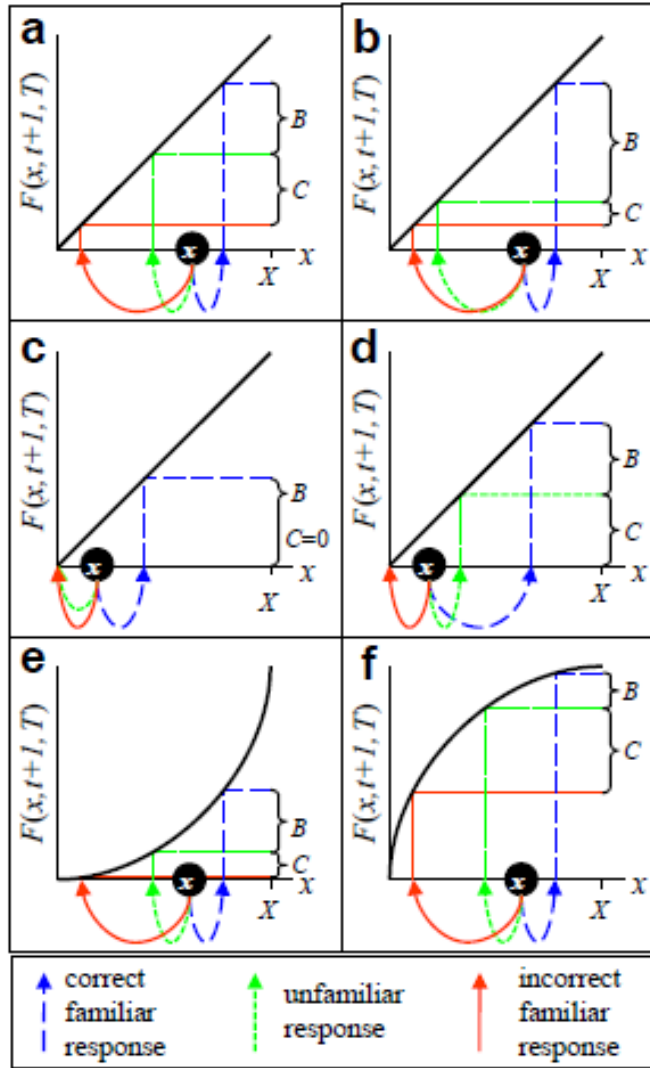 a
F(x, t+1, T)
B
C
x
x
X
b
F(x, t+1, T)
B
C
x
x
X
c
F(x, t+1, T)
B
C=0
x
x
X
d
F(x, t+1, T)
B
C
x
x
X
e
F(x, t+1, T)
B
C
x
x
X
f
F(x, t+1, T)
B
C
x
x
X
correct
familiar
response
unfamiliar
response
incorrect
familiar
response